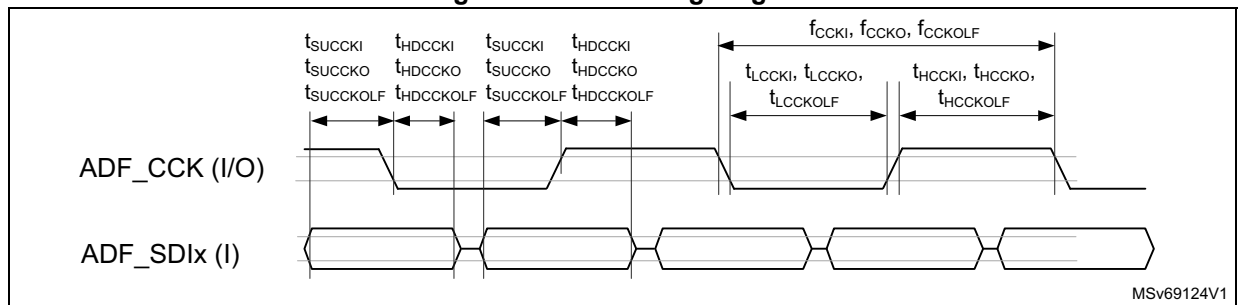 tSUCCKI tHDCCKI tSUCCKI tHDCCKI
tSUCCKO tHDCCKO tSUCCKO tHDCCKO
tSUCCKOLF tHDCCKOLF tSUCCKOLF tHDCCKOLF
fCCKI, fCCKO, fCCKOLF
tLCCKI, tLCCKO,
tLCCKOLF
tHCCKI, tHCCKO,
tHCCKOLF
ADF_CCK (I/O)
ADF_SDIx (I)
MSv69124V1